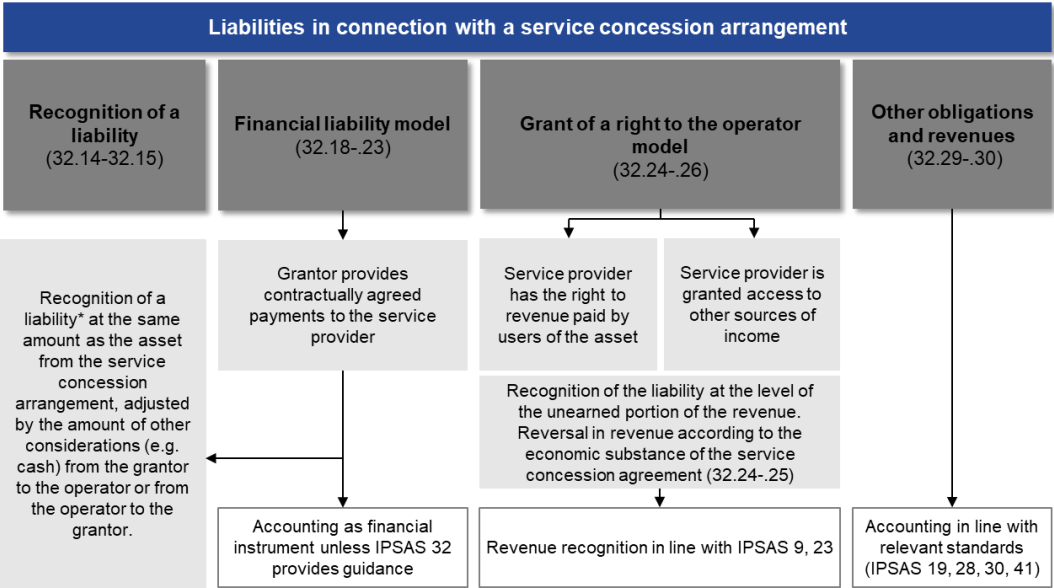 Liabilities in connection with a service concession arrangement
Recognition of a
liability
(32.14-32.15)
Financial liability model
(32.18-.23)
Grant of a right to the operator
model
(32.24-.26)
Other obligations
and revenues
(32.29-.30)
Recognition of a
liability* at the same
amount as the asset
from the service
concession
arrangement, adjusted
by the amount of other
considerations (e.g.
cash) from the grantor
to the operator or from
the operator to the
grantor.
Grantor provides
contractually agreed
payments to the service
provider
Service provider
has the right to
revenue paid by
users of the asset
Service provider is
granted access to
other sources of
income
Recognition of the liability at the level of
the unearned portion of the revenue.
Reversal in revenue according to the
economic substance of the service
concession agreement (32.24-.25)
Accounting as financial
instrument unless IPSAS 32
provides guidance
Revenue recognition in line with IPSAS 9, 23
Accounting in line with
relevant standards
(IPSAS 19, 28, 30, 41)